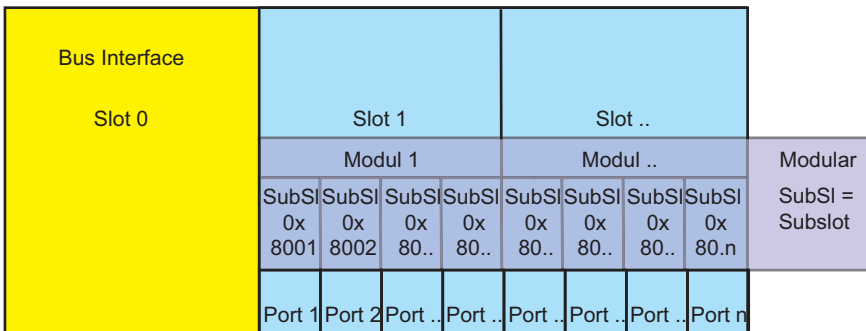 Bus Interface
Slot 0
Slot 1
Slot ..
Modul 1
Modul ..
Modular
SubSl SubSl SubSl SubSl SubSl SubSl SubSl SubSl
0x 0x 0x 0x 0x 0x 0x 0x
8001 8002 80.. 80.. 80.. 80.. 80.. 80.n
SubSl =
Subslot
Port 1 Port 2 Port .. Port .. Port .. Port .. Port .. Port n